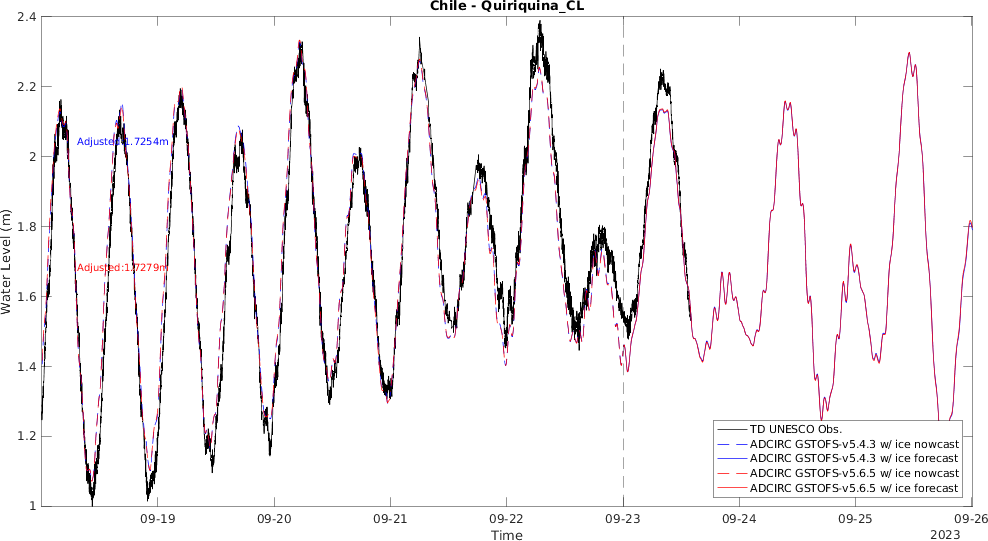 Chile - Quiriquina_CL
2.4
2.2
2
1.8
1.6
1.4
1.2
1
Water Level (m)
Adjusted:1.7254m
Adjusted:1.7279m
TD UNESCO Obs.
ADCIRC GSTOFS-v5.4.3 w/ ice nowcast
ADCIRC GSTOFS-v5.4.3 w/ ice forecast
ADCIRC GSTOFS-v5.6.5 w/ ice nowcast
ADCIRC GSTOFS-v5.6.5 w/ ice forecast
09-19
09-20
09-21
09-22
09-23
09-24
09-25
09-26
Time
2023